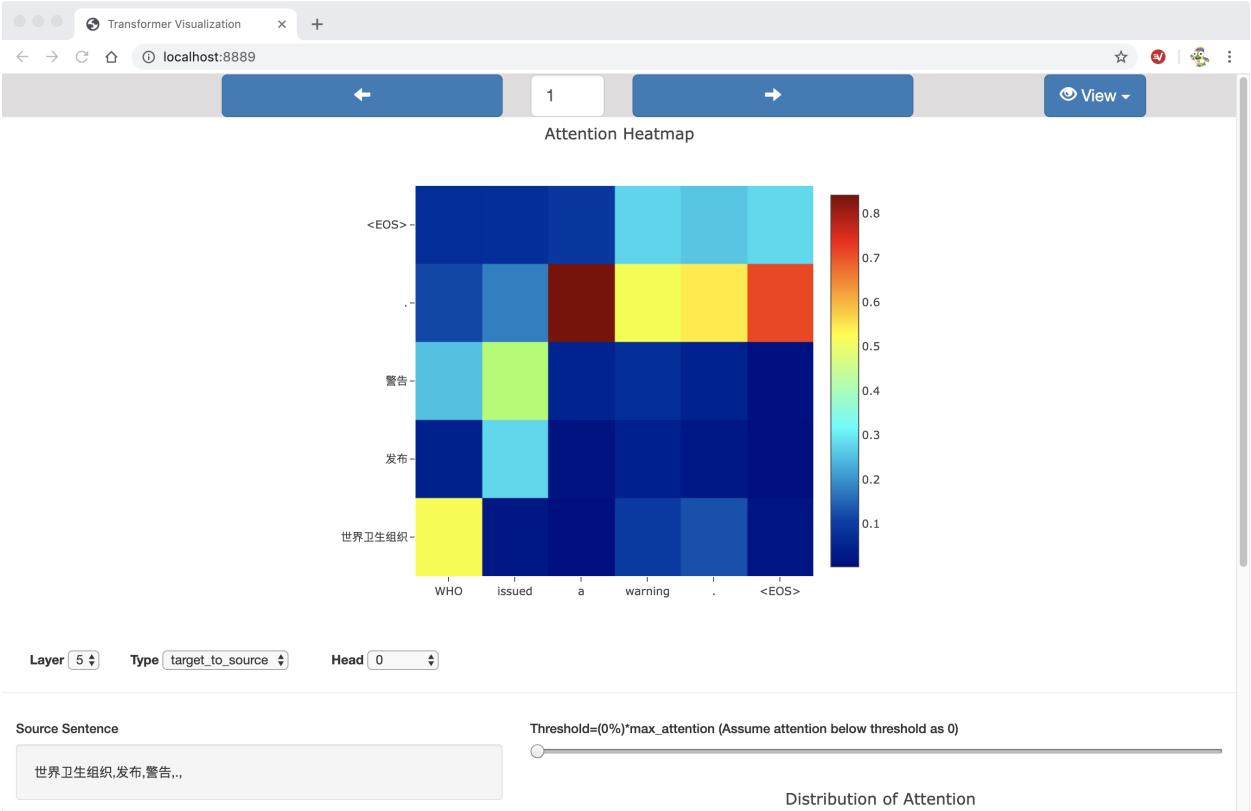 Transformer Visualization
localhost:8889
1
View
Attention Heatmap
<EOS>
.
警告
发布
世界卫生组织
WHO issued a warning . <EOS>
0.8
0.7
0.6
0.5
0.4
0.3
0.2
0.1
Layer 5 Type target_to_source Head 0
Source Sentence
世界卫生组织,发布,警告,.,
Threshold=(0%)*max_attention (Assume attention below threshold as 0)
Distribution of Attention